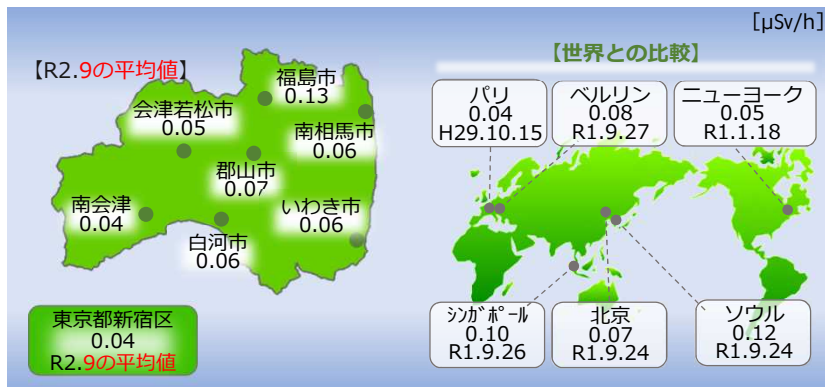 [μSv/h]
【R2.9の平均値】
福島市
0.13
会津若松市
0.05
南相馬市
0.06
郡山市
0.07
南会津
0.04
いわき市
0.06
白河市
0.06
東京都新宿区
0.04
R2.9の平均値
【世界との比較】
パリ
0.04
H29.10.15
ベルリン
0.08
R1.9.27
ニューヨーク
0.05
R1.1.18
シンガポール
0.10
R1.9.26
北京
0.07
R1.9.24
ソウル
0.12
R1.9.24